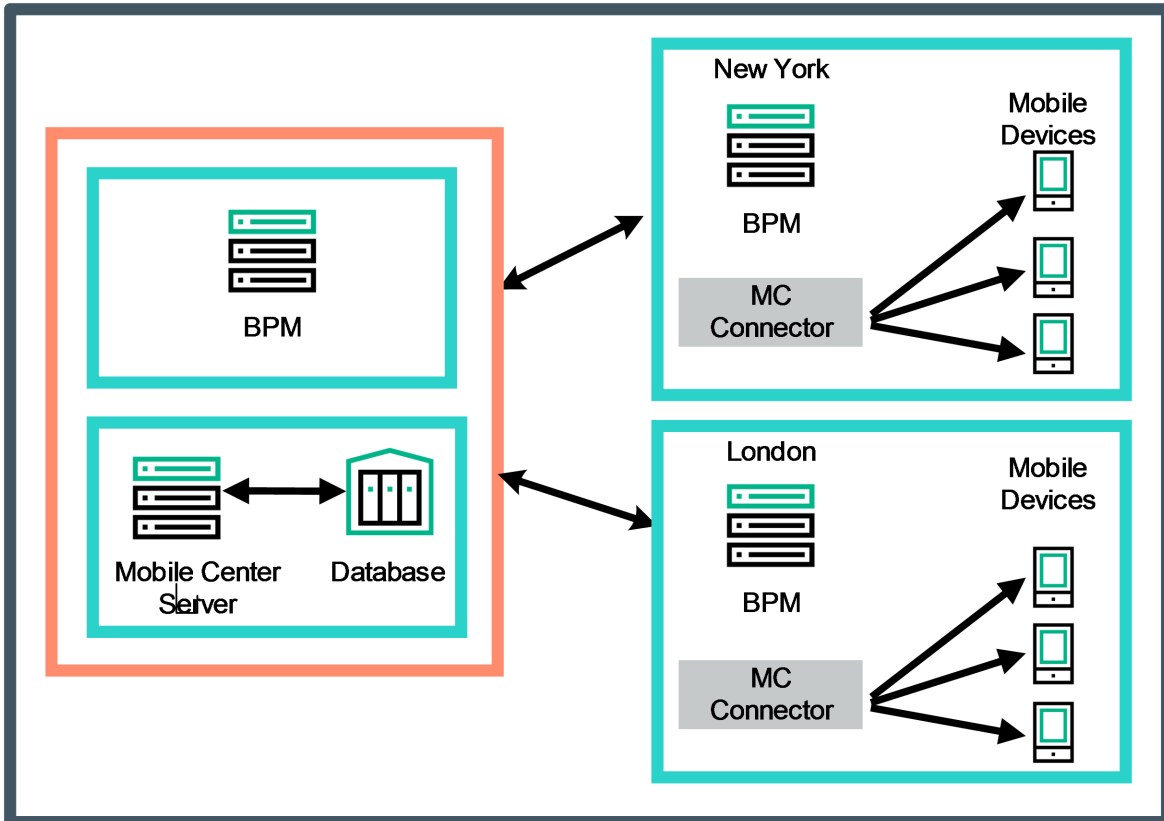 BPM
Mobile Center
Server
Database
New York
BPM
MC
Connector
Mobile
Devices
London
BPM
MC
Connector
Mobile
Devices